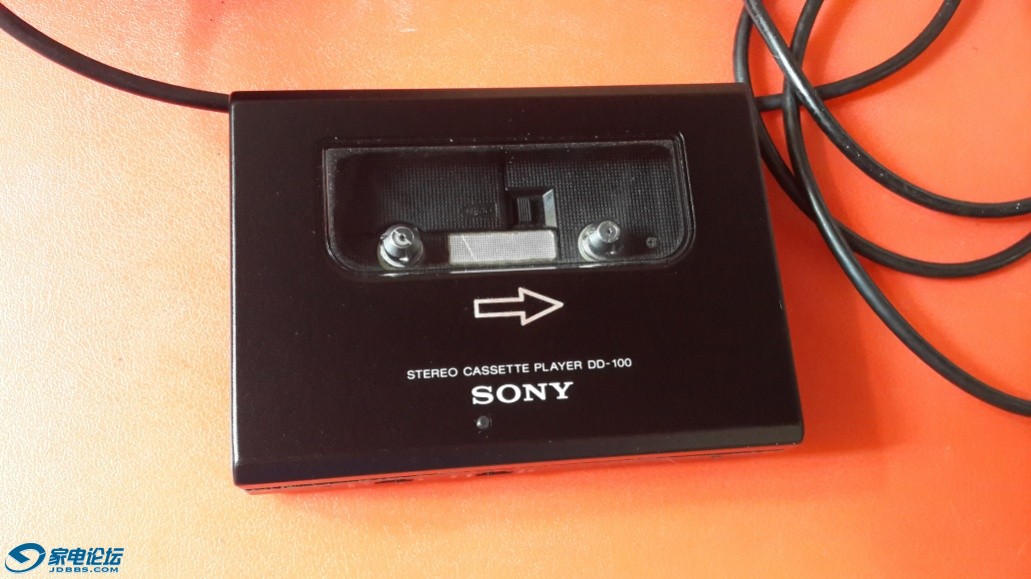 STEREO CASSETTE PLAYER DD-100
SONY
家电论坛
JDBBS.COM